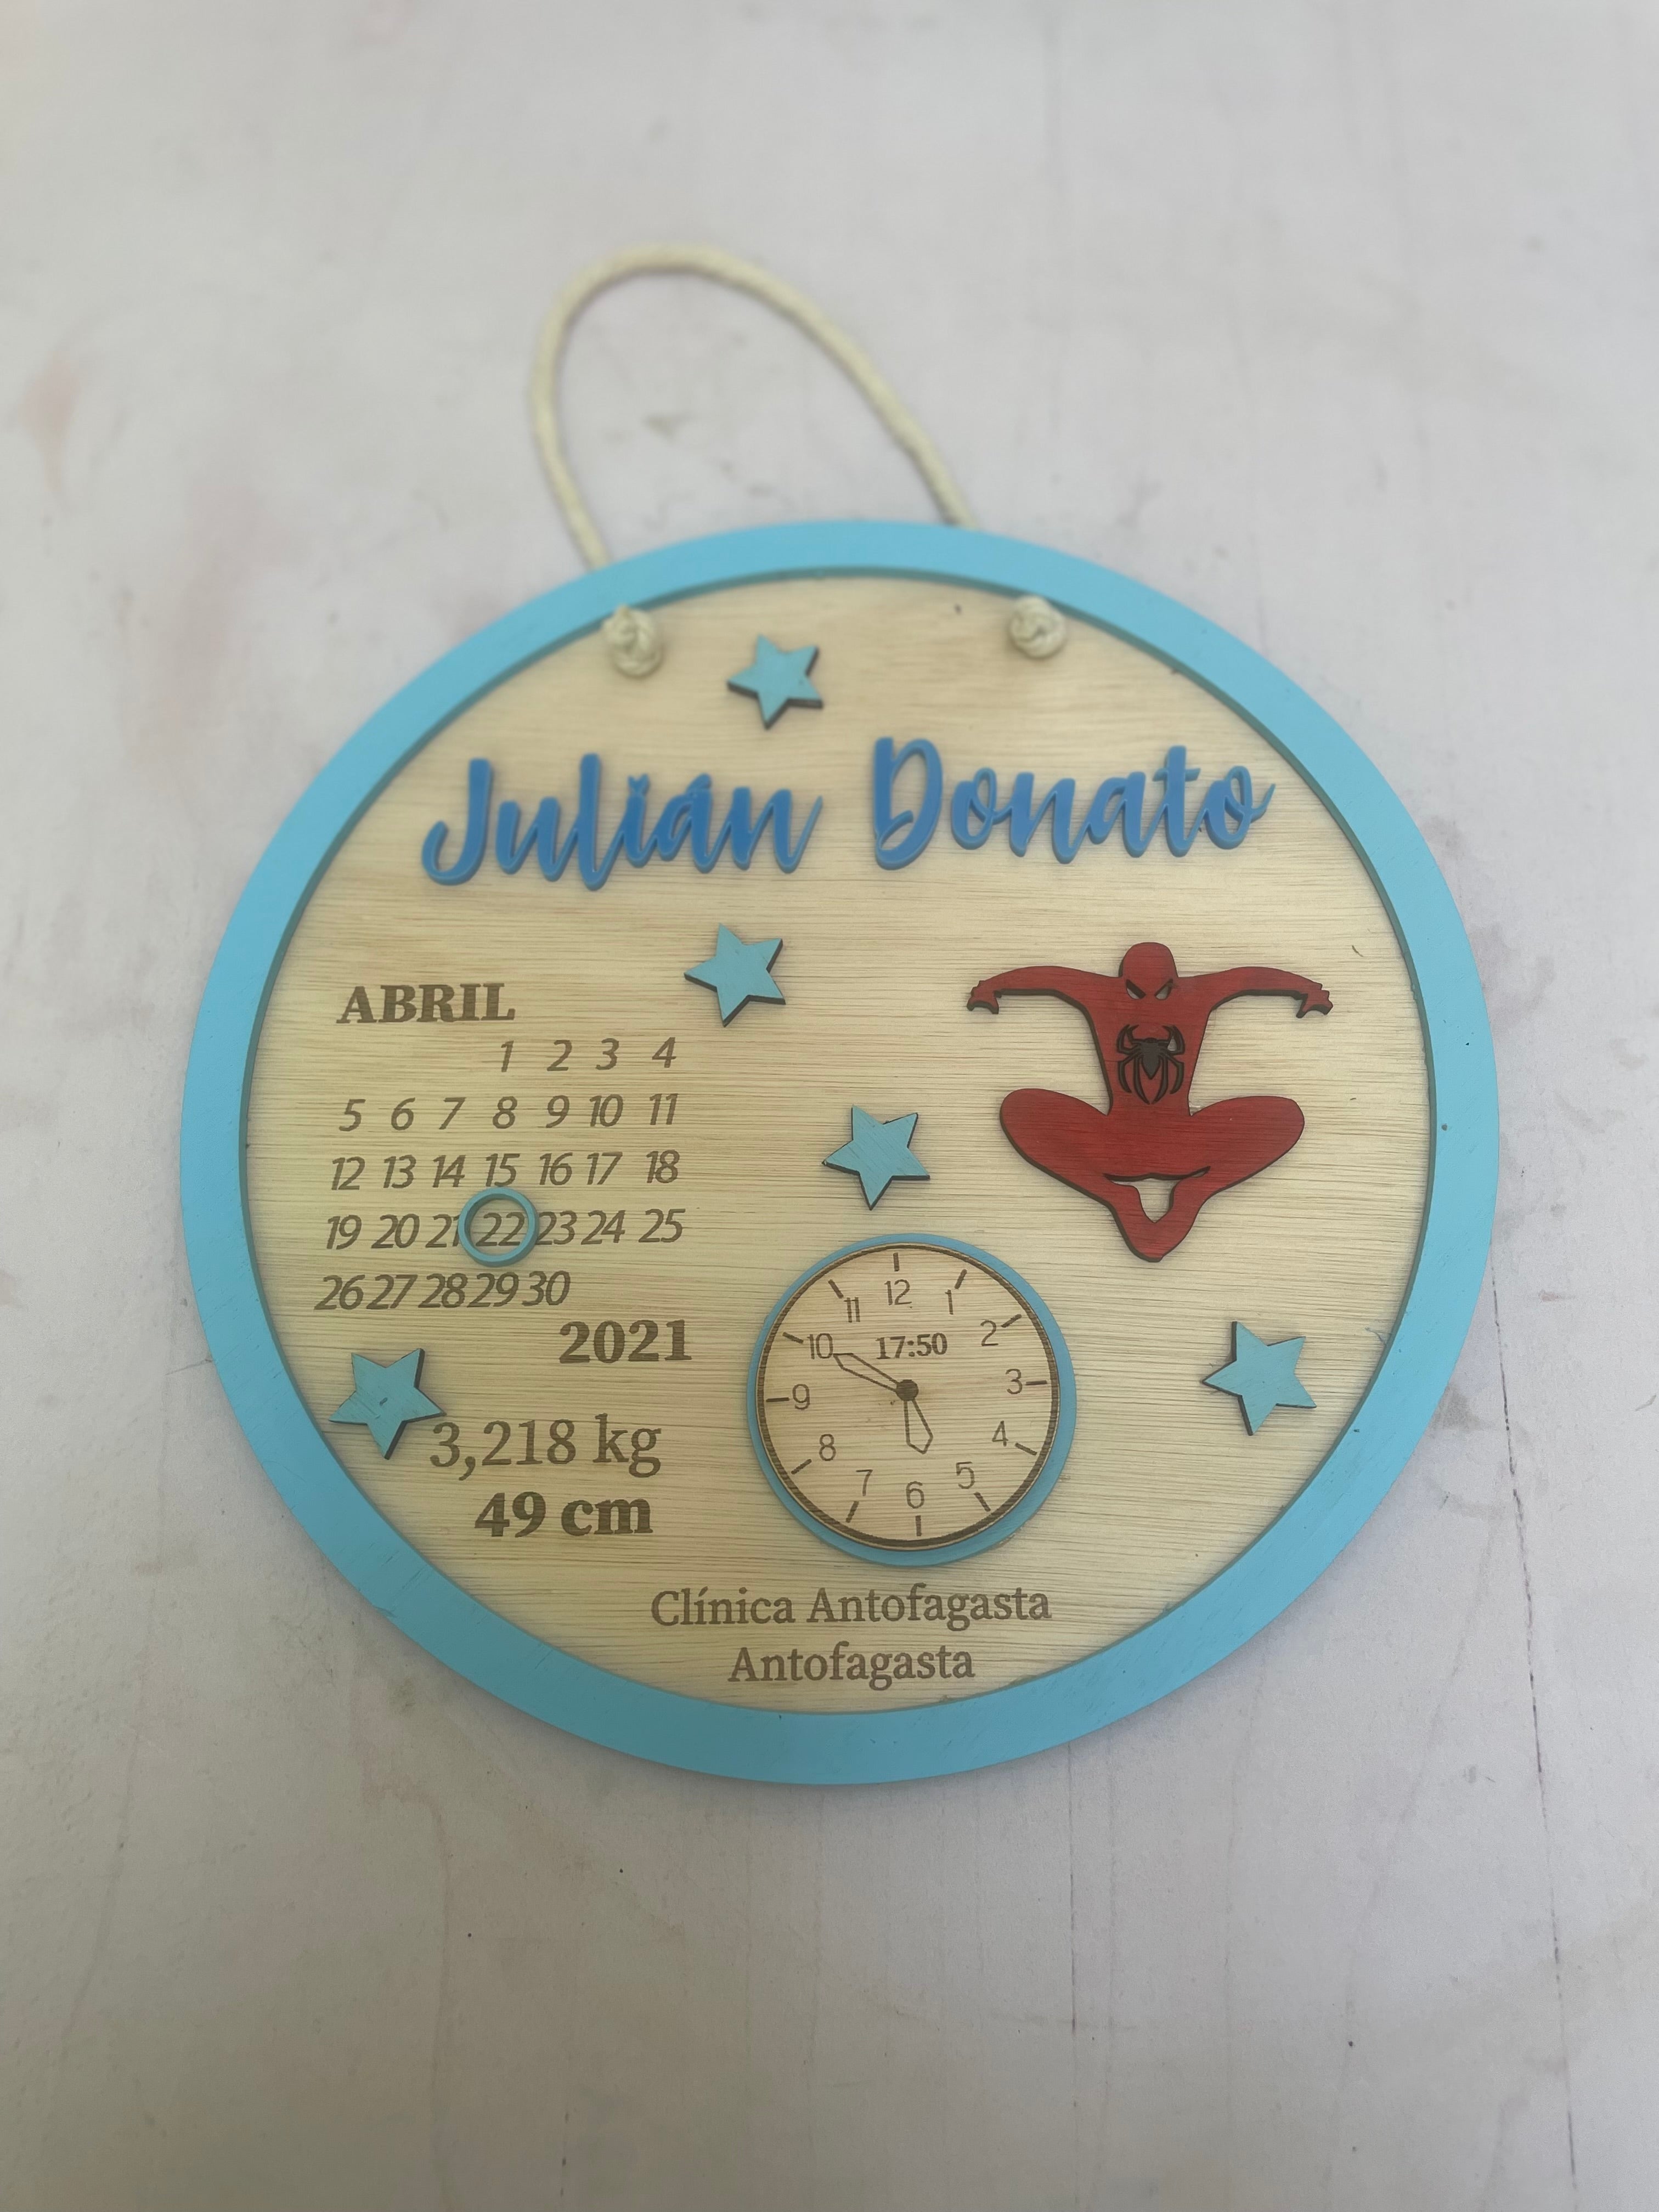 Julián Donato
ABRIL
1 2 3 4
5 6 7 8 9 10 11
12 13 14 15 16 17 18
19 20 21 22 23 24 25
26 27 28 29 30
2021
3,218 kg
49 cm
12
11 1
10 17:50 2
9 3
8 4
7 5
6
Clínica Antofagasta
Antofagasta